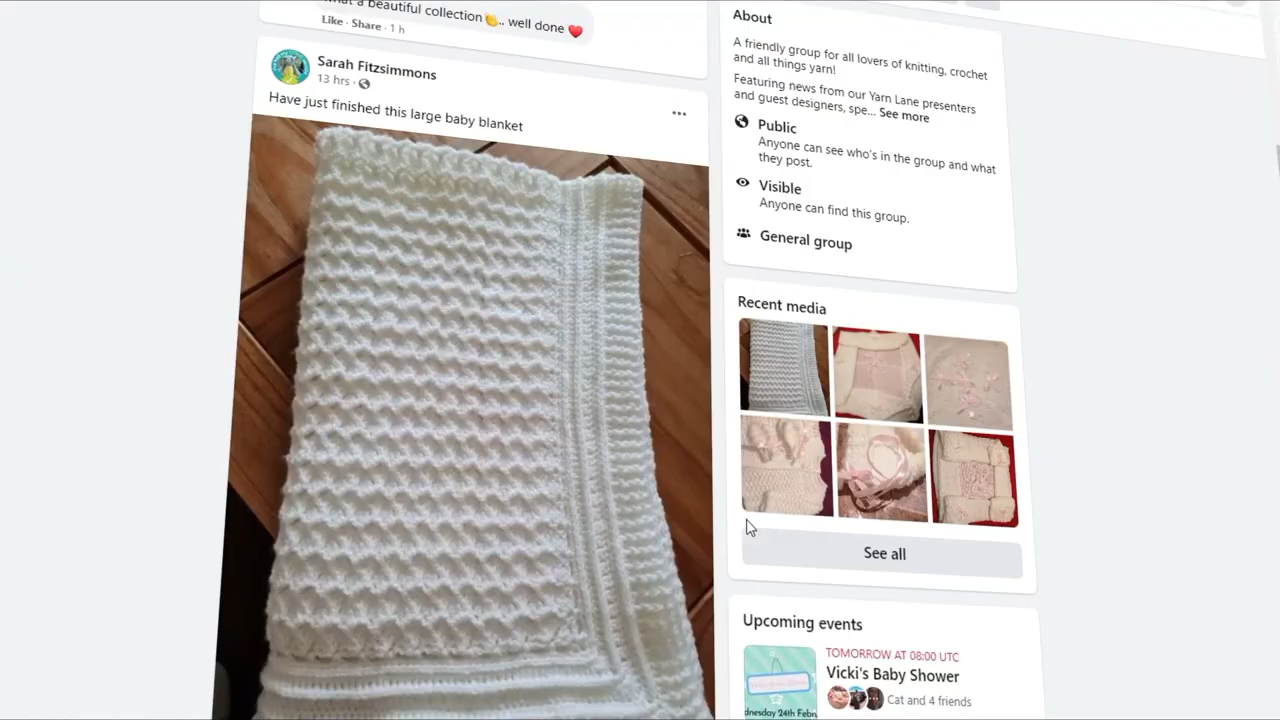 a beautiful collection👏.. well done ❤️
Like · Share · 1 h
Sarah Fitzsimmons
13 hrs ·
Have just finished this large baby blanket
About
A friendly group for all lovers of knitting, crochet
and all things yarn!
Featuring news from our Yarn Lane presenters
and guest designers, spe... See more
Public
Anyone can see who's in the group and what
they post.
Visible
Anyone can find this group.
General group
Recent media
See all
Upcoming events
TOMORROW AT 08:00 UTC
Vicki's Baby Shower
Cat and 4 friends
dnesday 24th Febr